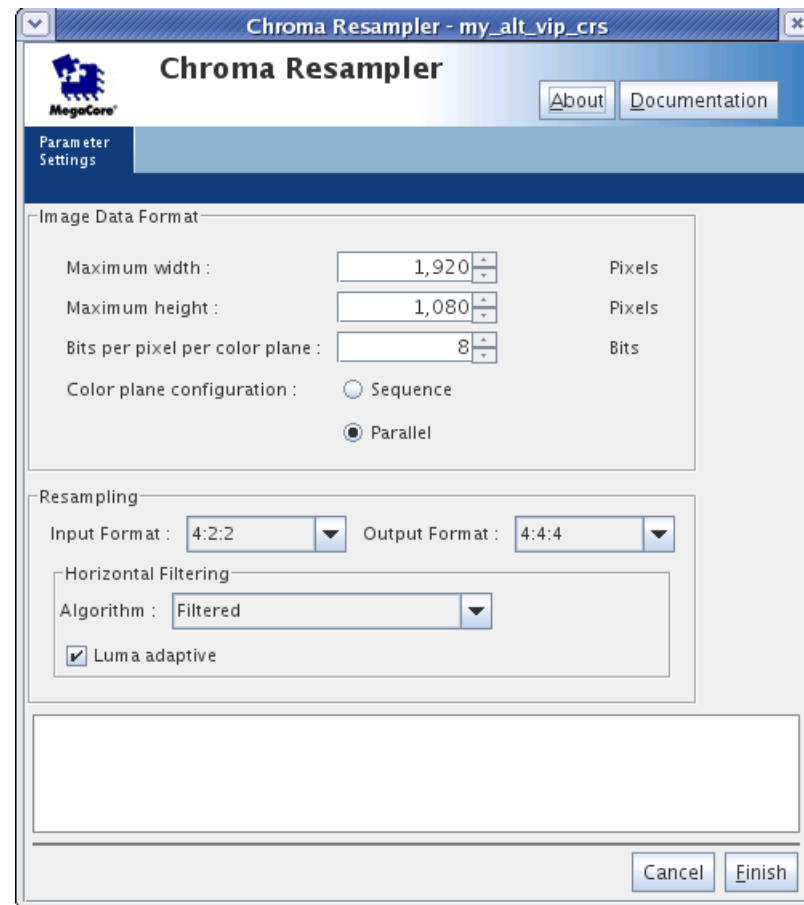 Chroma Resampler - my_alt_vip_crs
MegaCore®
Chroma Resampler
About
Documentation
Parameter
Settings
Image Data Format
Maximum width : 1,920 Pixels
Maximum height : 1,080 Pixels
Bits per pixel per color plane : 8 Bits
Color plane configuration : Sequence
Parallel
Resampling
Input Format : 4:2:2 Output Format : 4:4:4
Horizontal Filtering
Algorithm : Filtered
Luma adaptive
Cancel Finish